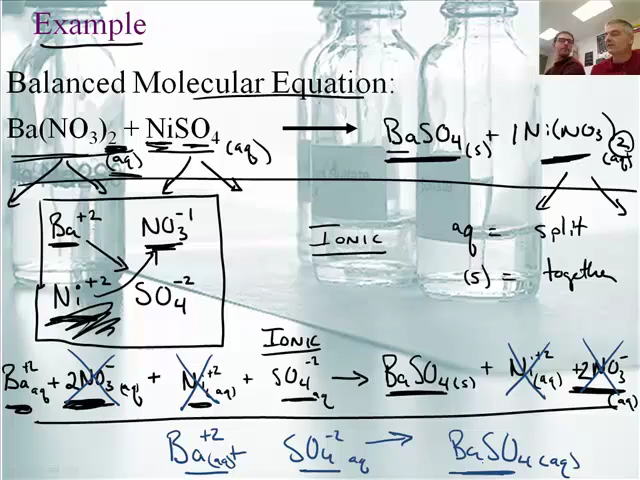 Example
Balanced Molecular Equation:
Ba(NO3)2 (aq) + NiSO4 (aq) → BaSO4(s) + 1Ni(NO3)2 (aq)
Ba+2 NO3-1
Ni+2 SO4-2
IONIC
aq = split
(s) = together
IONIC
Ba+2 aq + 2NO3- (aq) + Ni+2 (aq) + SO4-2 aq → BaSO4(s) + Ni+2 (aq) + 2NO3- (aq)
Ba+2 (aq) + SO4-2 aq → BaSO4(aq)